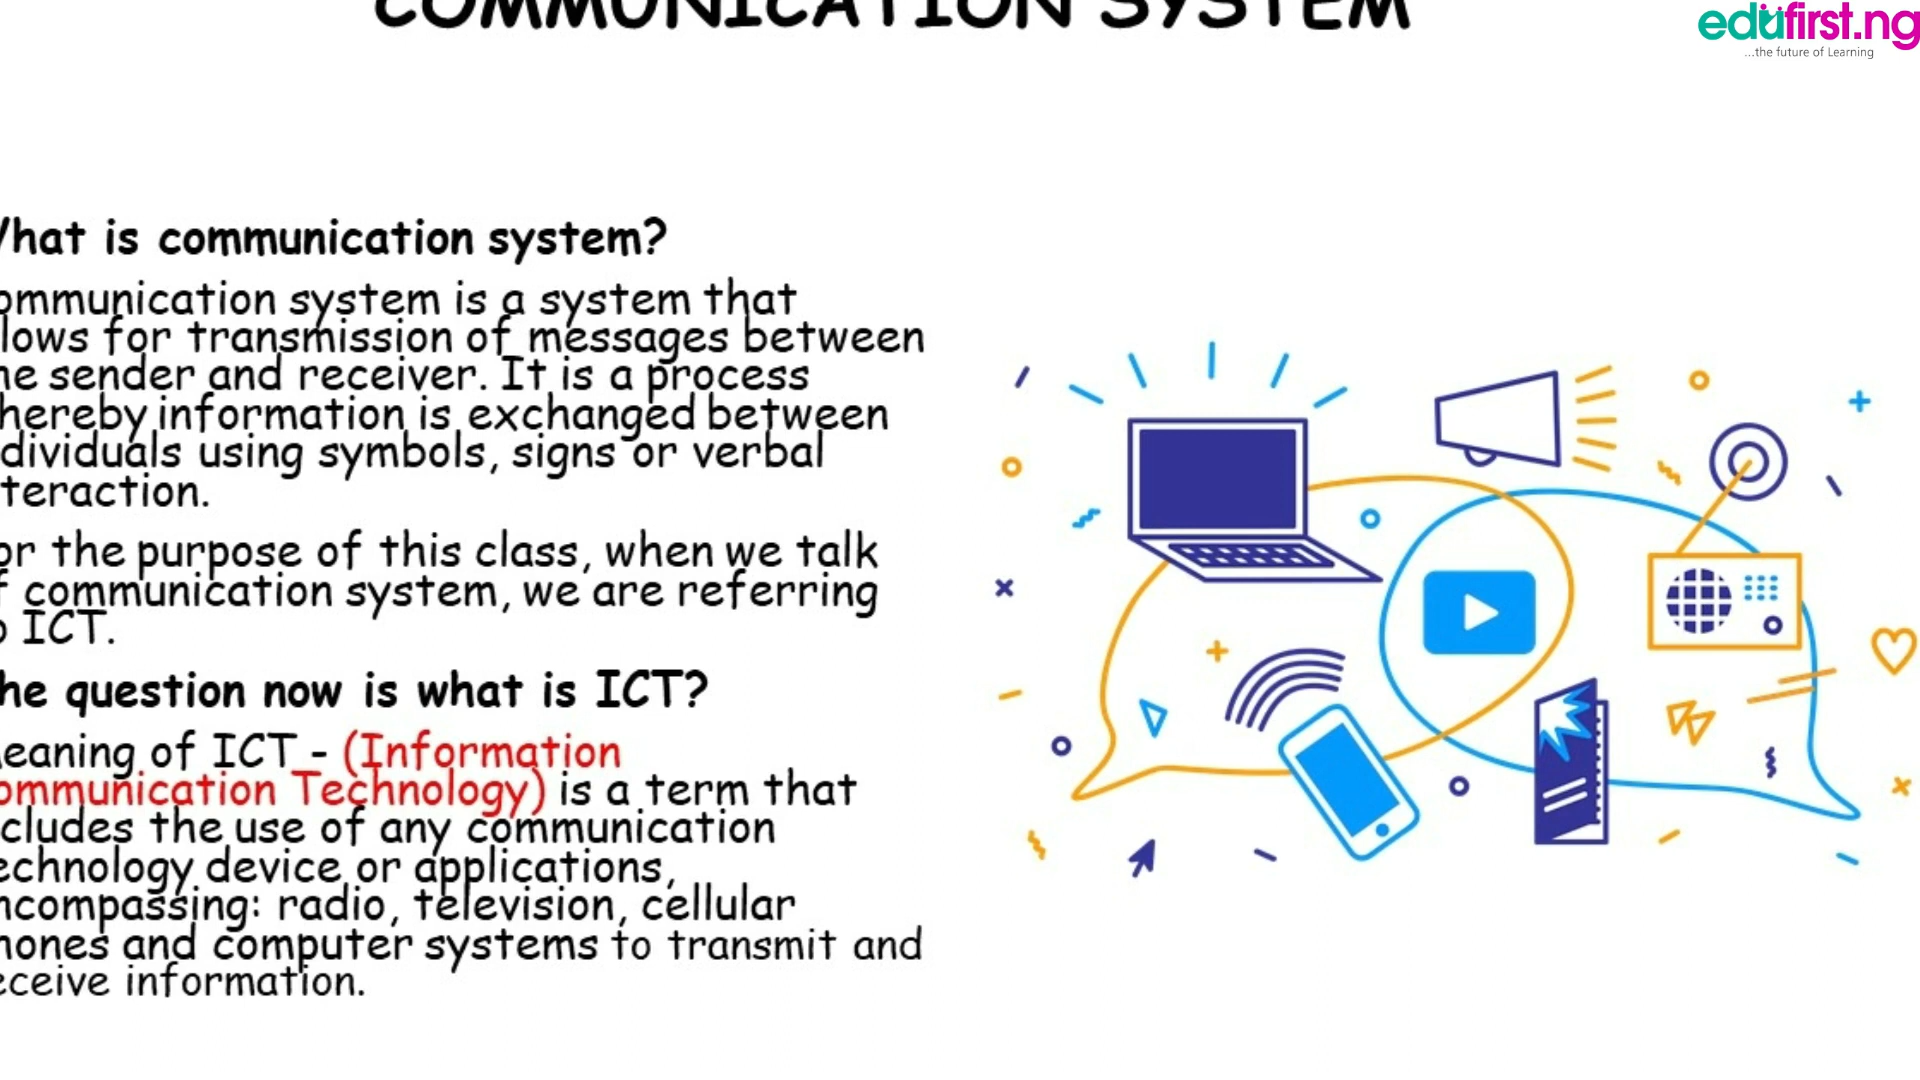 COMMUNICATION SYSTEM
edufirst.ng
...the future of Learning
hat is communication system?
ommunication system is a system that
lows for transmission of messages between
he sender and receiver. It is a process
hereby information is exchanged between
dividuals using symbols, signs or verbal
teraction.
or the purpose of this class, when we talk
f communication system, we are referring
o ICT.
he question now is what is ICT?
eaning of ICT - (Information
ommunication Technology) is a term that
cludes the use of any communication
echnology device or applications,
ncompassing: radio, television, cellular
hones and computer systems to transmit and
eceive information.